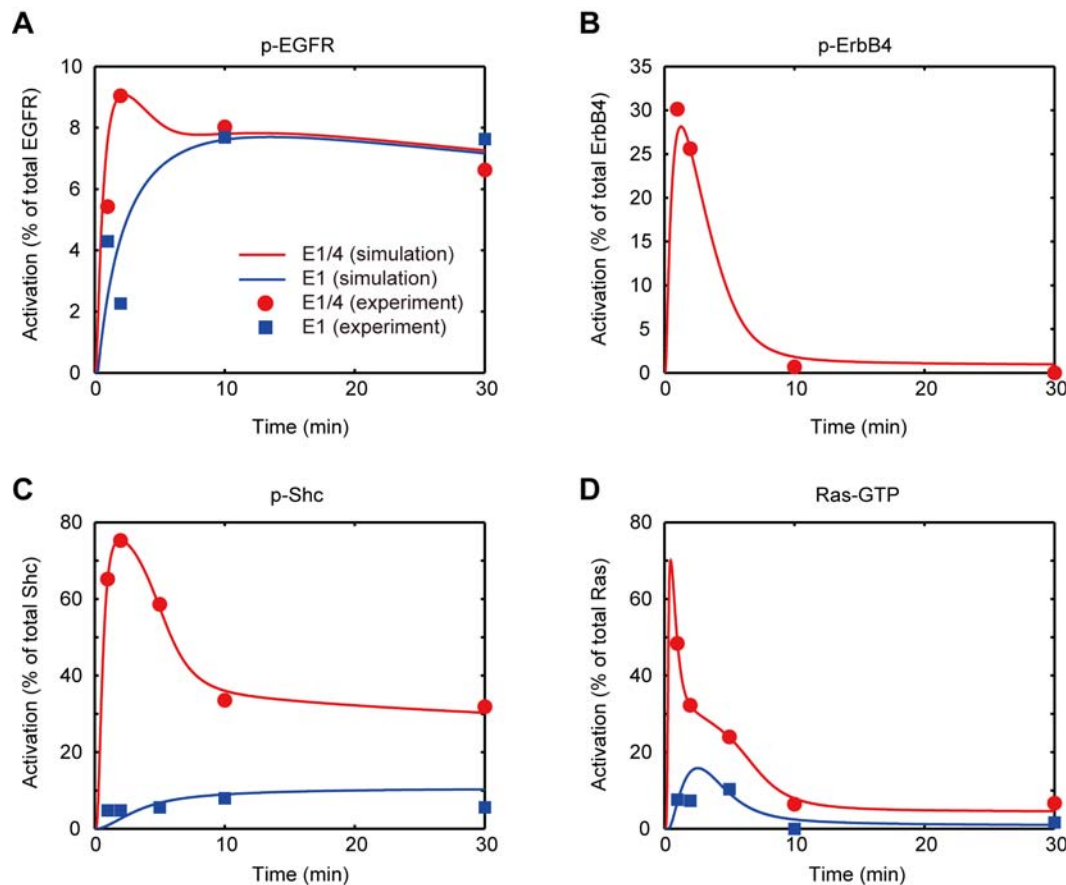 A
p-EGFR
Activation (% of total EGFR)
10
8
6
4
2
0
E1/4 (simulation)
E1 (simulation)
E1/4 (experiment)
E1 (experiment)
0
10
20
30
Time (min)
B
p-ErbB4
Activation (% of total ErbB4)
35
30
25
20
15
10
5
0
0
10
20
30
Time (min)
C
p-Shc
Activation (% of total Shc)
80
60
40
20
0
0
10
20
30
Time (min)
D
Ras-GTP
Activation (% of total Ras)
80
60
40
20
0
0
10
20
30
Time (min)